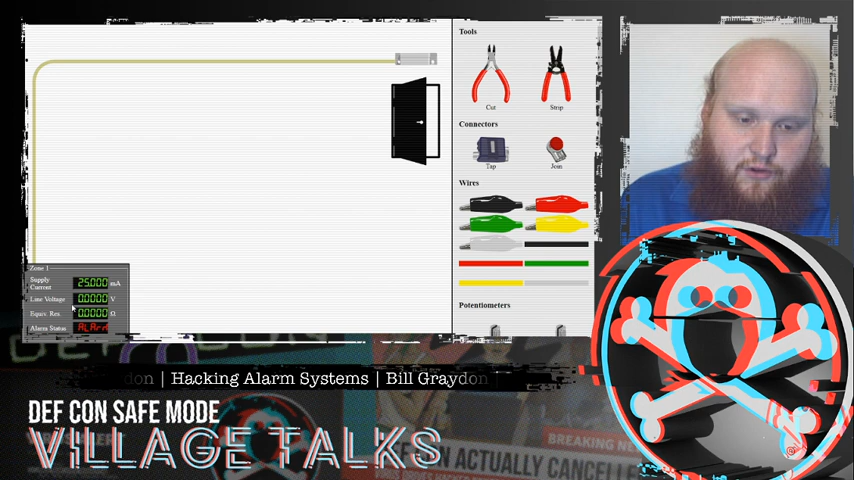 Tools
Cut
Strip
Connectors
Tap
Join
Wires
Potentiometers
Zone 1
Supply Current 25.000 mA
Line Voltage 0.0000 V
Equiv. Res. 0.0000 Ω
Alarm Status ALArm
don | Hacking Alarm Systems | Bill Graydon
DEF CON SAFE MODE
VILLAGE TALKS
BREAKING NE
CON ACTUALLY CANCELLE